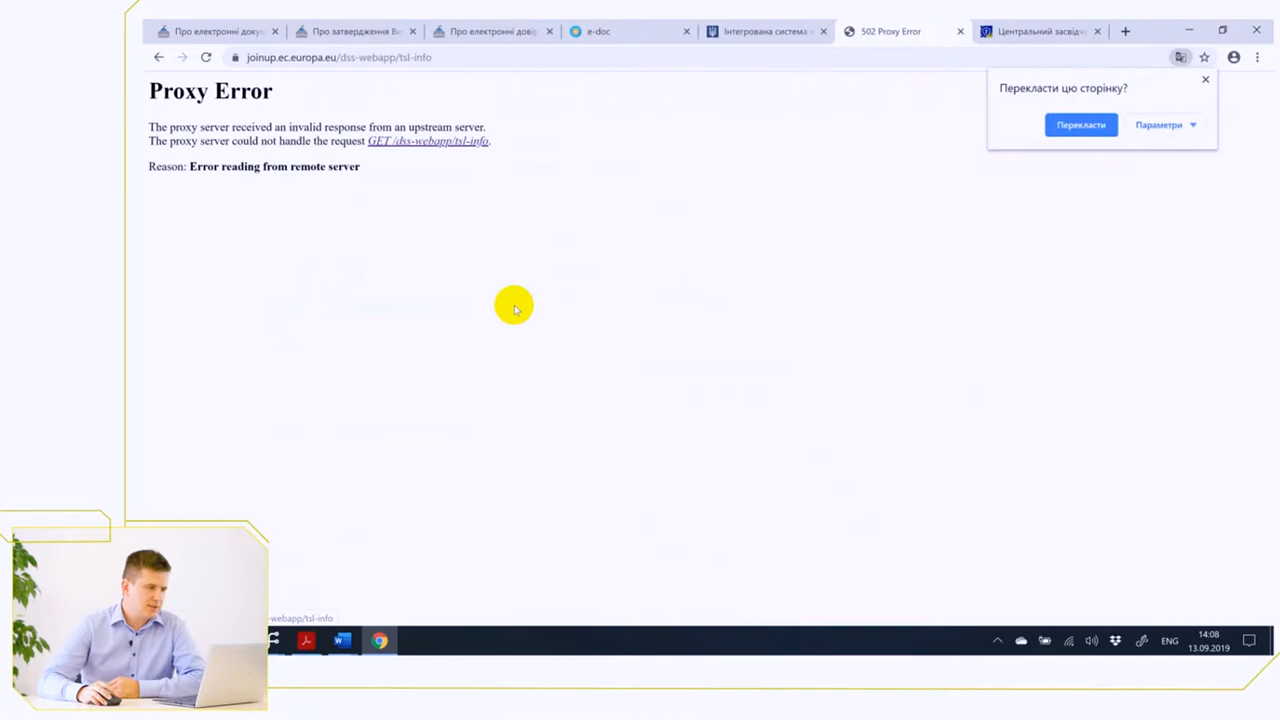 Про електронні доку
Про затвердження Ви
Про електронні довір
e-doc
Інтегрована система е
502 Proxy Error
Центральний засвідч
joinup.ec.europa.eu/dss-webapp/tsl-info
Proxy Error
Перекласти цю сторінку?
Перекласти
Параметри
The proxy server received an invalid response from an upstream server.
The proxy server could not handle the request GET /dss-webapp/tsl-info.
Reason: Error reading from remote server
-webapp/tsl-info
ENG
14:08
13.09.2019